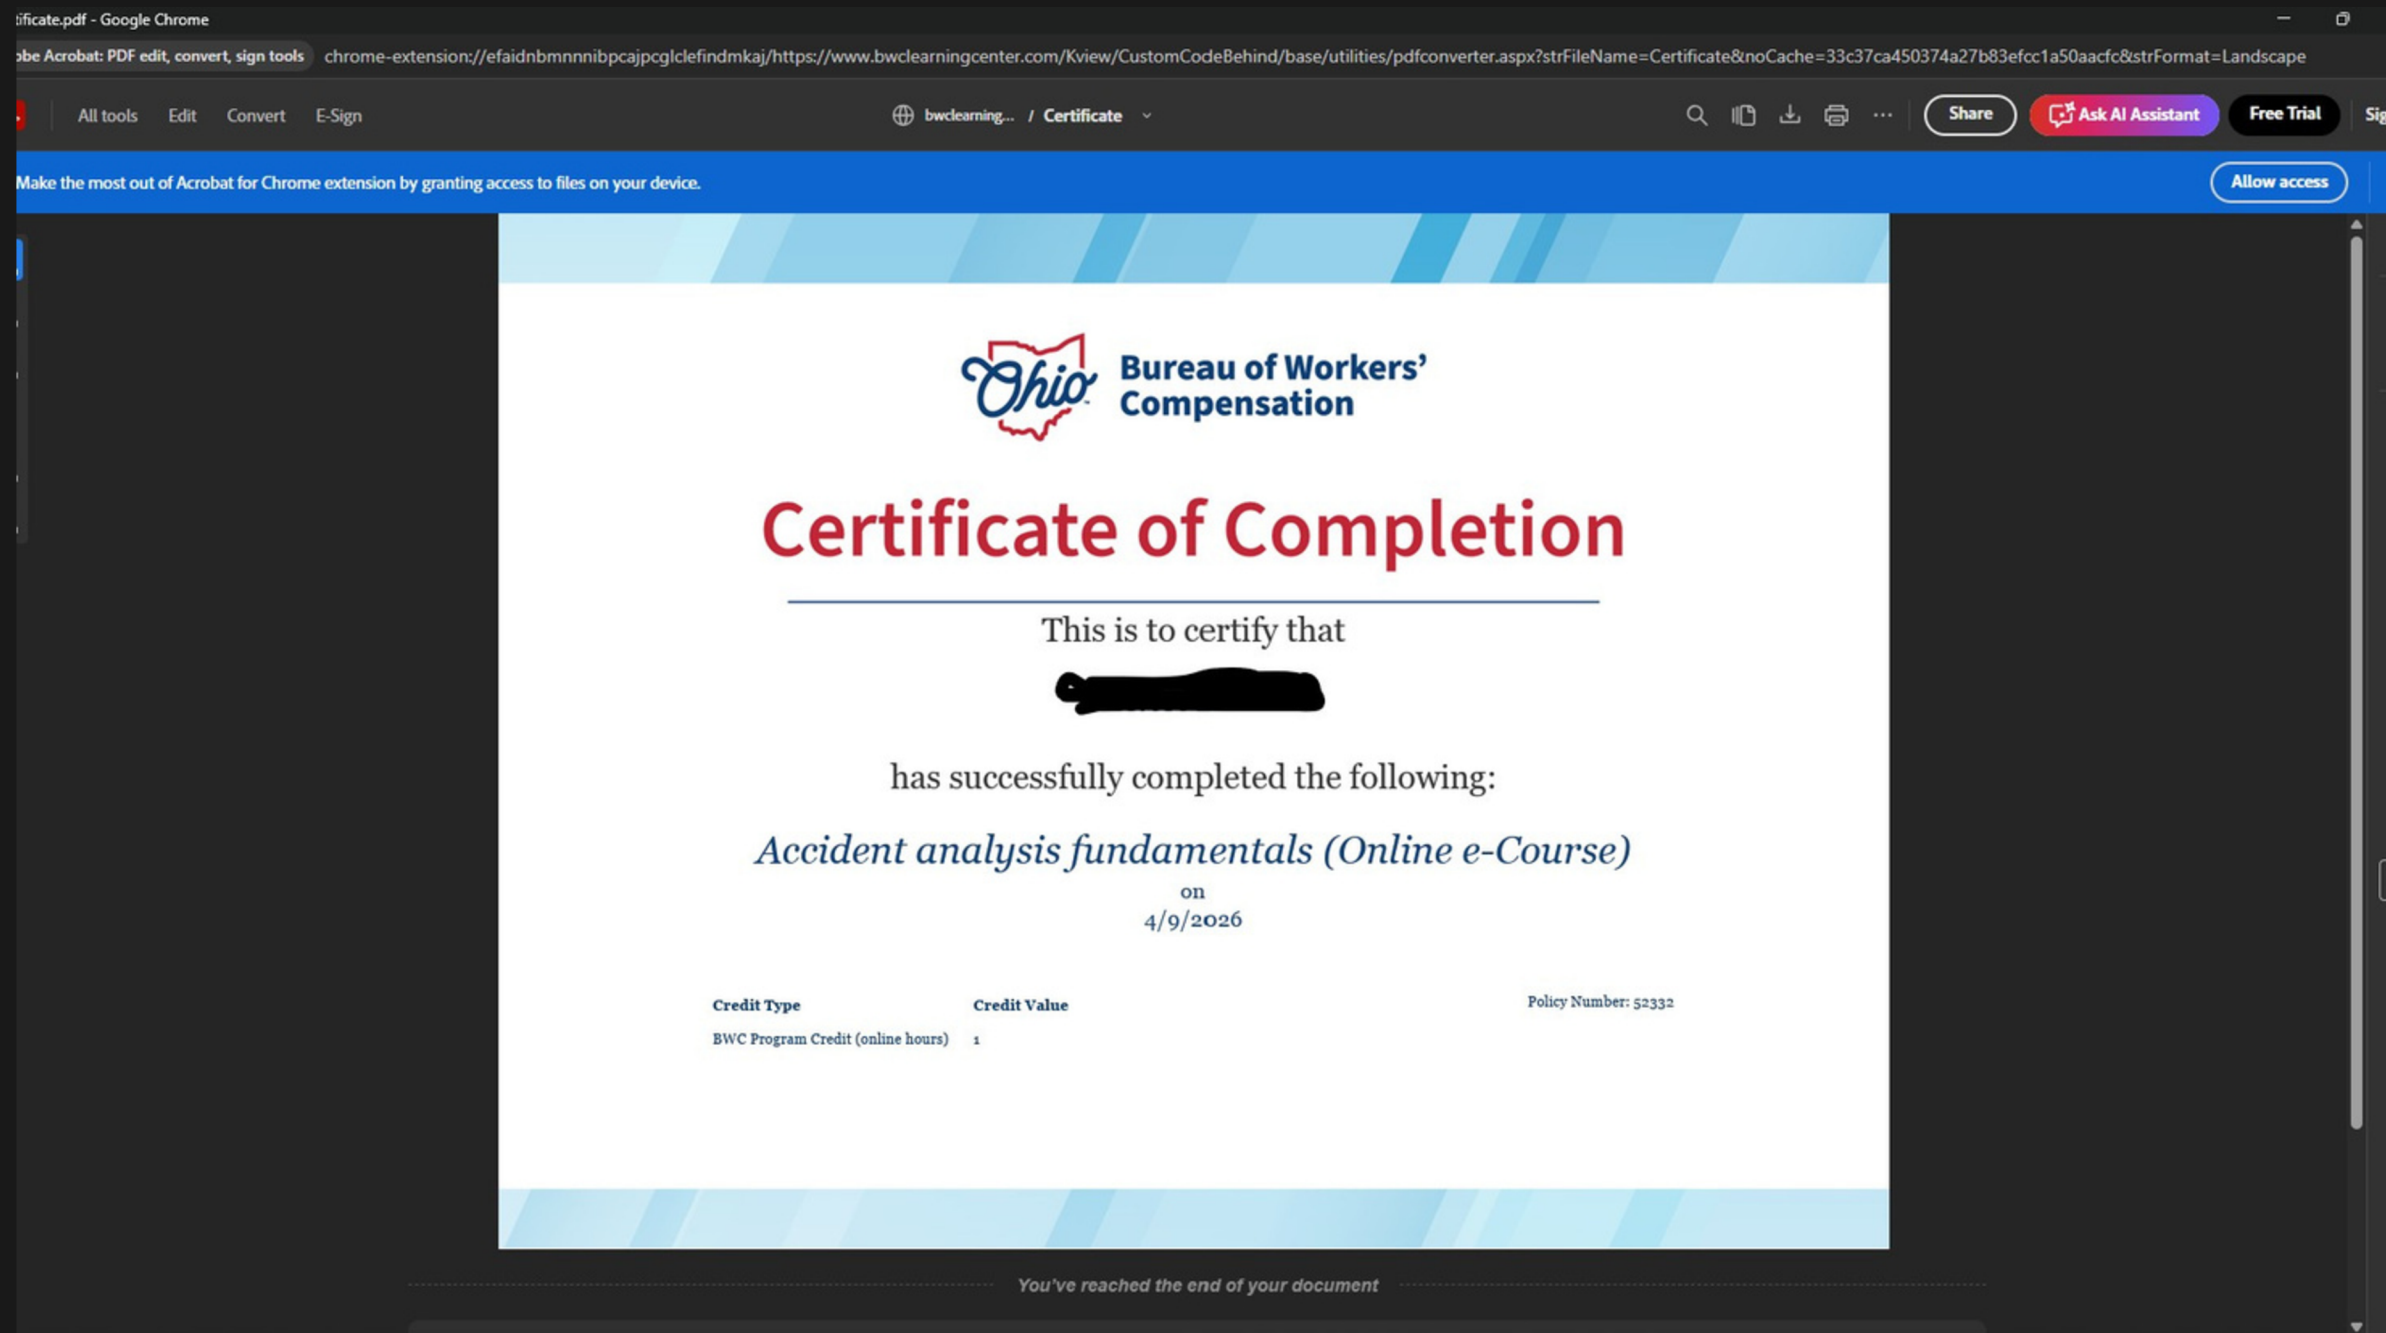 ificate.pdf - Google Chrome
obe Acrobat: PDF edit, convert, sign tools chrome-extension://efaidnbmnnnibpcajpcglclefindmkaj/https://www.bwclearningcenter.com/Kview/CustomCodeBehind/base/utilities/pdfconverter.aspx?strFileName=Certificate&noCache=33c37ca450374a27b83efcc1a50aacfc&strFormat=Landscape
All tools Edit Convert E-Sign bwclearning... / Certificate Share Ask AI Assistant Free Trial Sig
Make the most out of Acrobat for Chrome extension by granting access to files on your device. Allow access
Ohio Bureau of Workers'
Compensation
Certificate of Completion
This is to certify that
has successfully completed the following:
Accident analysis fundamentals (Online e-Course)
on
4/9/2026
Credit Type Credit Value Policy Number: 52332
BWC Program Credit (online hours) 1
You've reached the end of your document